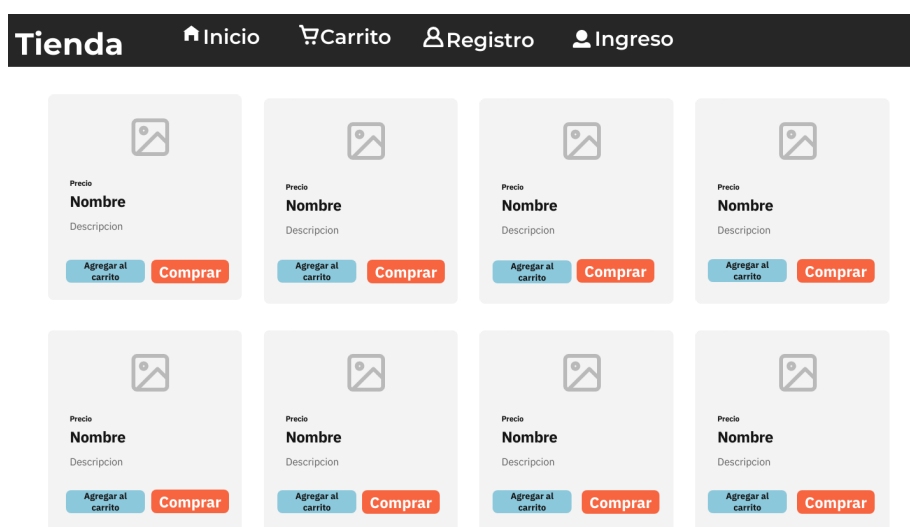 Tienda
Inicio
Carrito
Registro
Ingreso
Precio
Nombre
Descripcion
Agregar al
carrito
Comprar
Precio
Nombre
Descripcion
Agregar al
carrito
Comprar
Precio
Nombre
Descripcion
Agregar al
carrito
Comprar
Precio
Nombre
Descripcion
Agregar al
carrito
Comprar
Precio
Nombre
Descripcion
Agregar al
carrito
Comprar
Precio
Nombre
Descripcion
Agregar al
carrito
Comprar
Precio
Nombre
Descripcion
Agregar al
carrito
Comprar
Precio
Nombre
Descripcion
Agregar al
carrito
Comprar